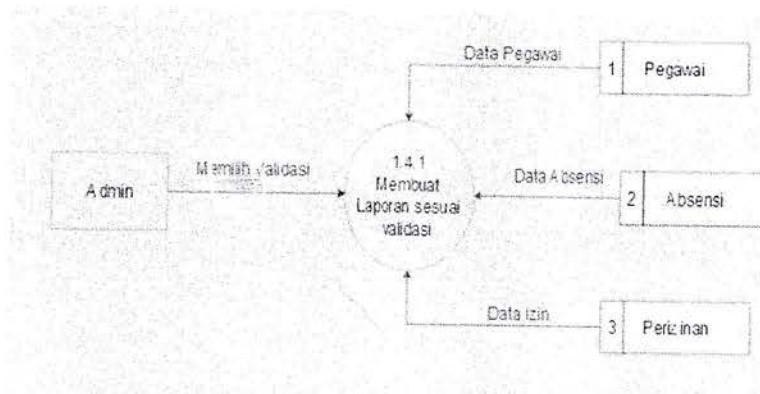 Data Pegawai
1 Pegawai
Memilih validasi
Admin
1.4.1
Membuat
Laporan sesuai
validasi
Data Absensi
2 Absensi
Data Izin
3 Perizinan